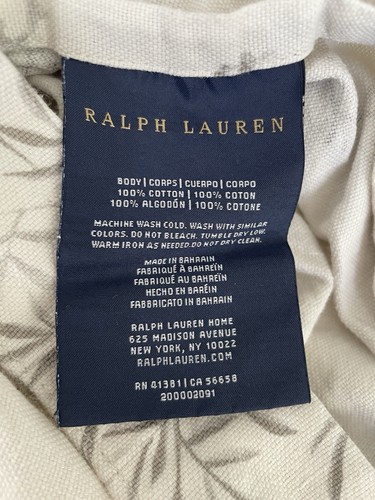 RALPH LAUREN
BODY | CORPS | CUERPO | CORPO
100% COTTON | 100% COTON
100% ALGODÓN | 100% COTONE
MACHINE WASH COLD. WASH WITH SIMILAR
COLORS. DO NOT BLEACH. TUMBLE DRY LOW.
WARM IRON AS NEEDED.DO NOT DRY CLEAN.
MADE IN BAHRAIN
FABRIQUÉ À BAHREÏN
FABRIQUÉ AU BAHREÏN
HECHO EN BARÉIN
FABBRICATO IN BAHRAIN
RALPH LAUREN HOME
625 MADISON AVENUE
NEW YORK, NY 10022
RALPHLAUREN.COM
RN 41381 | CA 56658
200002091